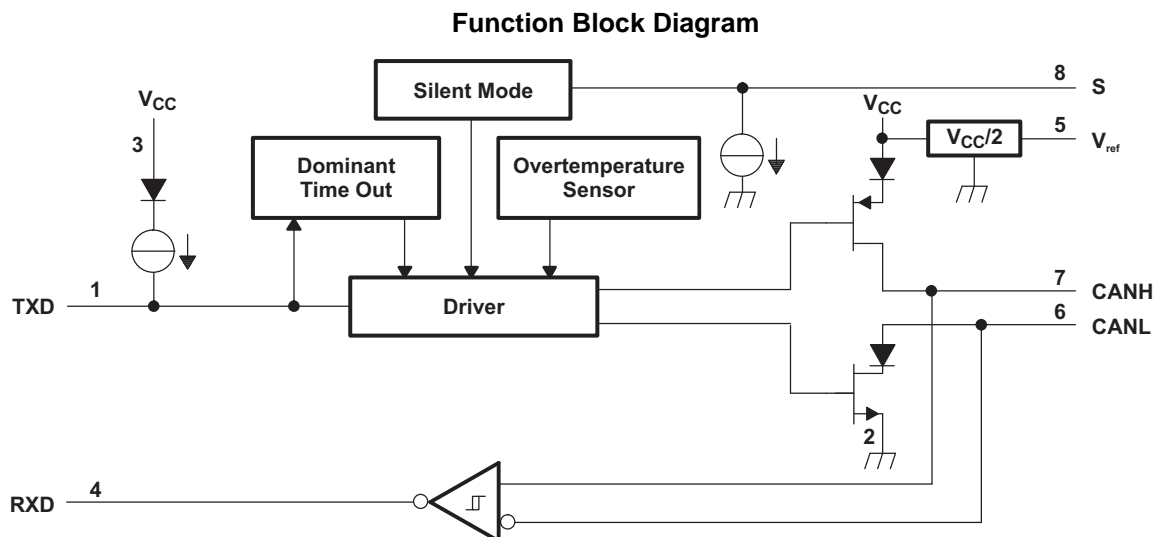 Function Block Diagram
8
S
Silent Mode
VCC
VCC
5
Vref
VCC/2
3
Dominant
Time Out
Overtemperature
Sensor
1
TXD
Driver
7
CANH
6
CANL
2
4
RXD